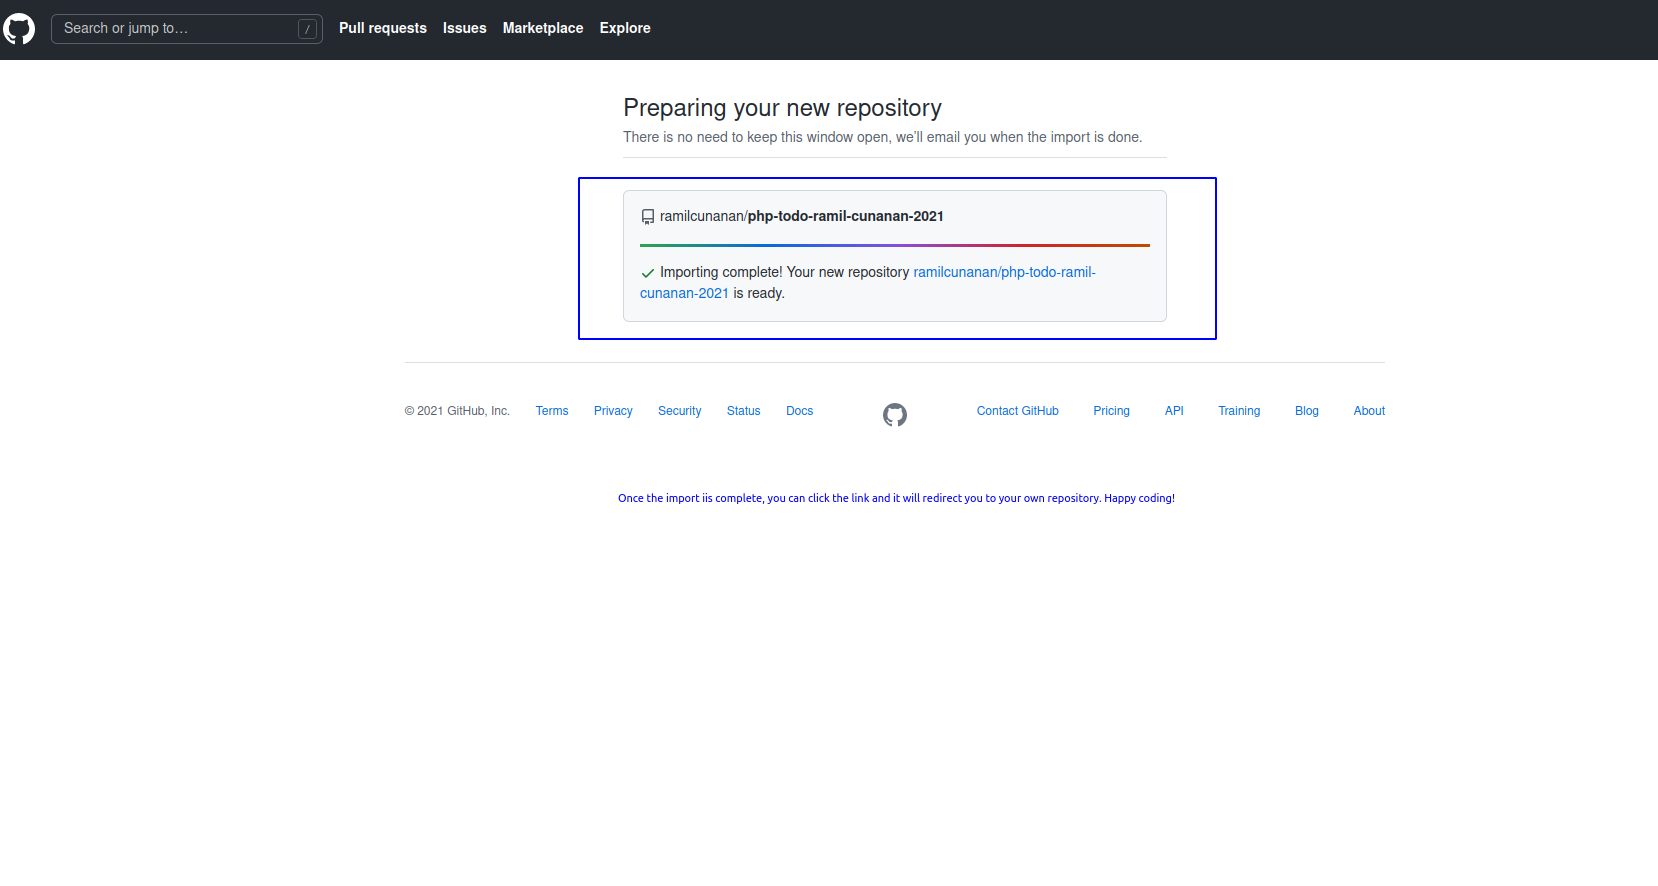 Search or jump to… / Pull requests Issues Marketplace Explore
Preparing your new repository
There is no need to keep this window open, we'll email you when the import is done.
ramilcunanan/php-todo-ramil-cunanan-2021
Importing complete! Your new repository ramilcunanan/php-todo-ramil-
cunanan-2021 is ready.
© 2021 GitHub, Inc. Terms Privacy Security Status Docs Contact GitHub Pricing API Training Blog About
Once the import iis complete, you can click the link and it will redirect you to your own repository. Happy coding!